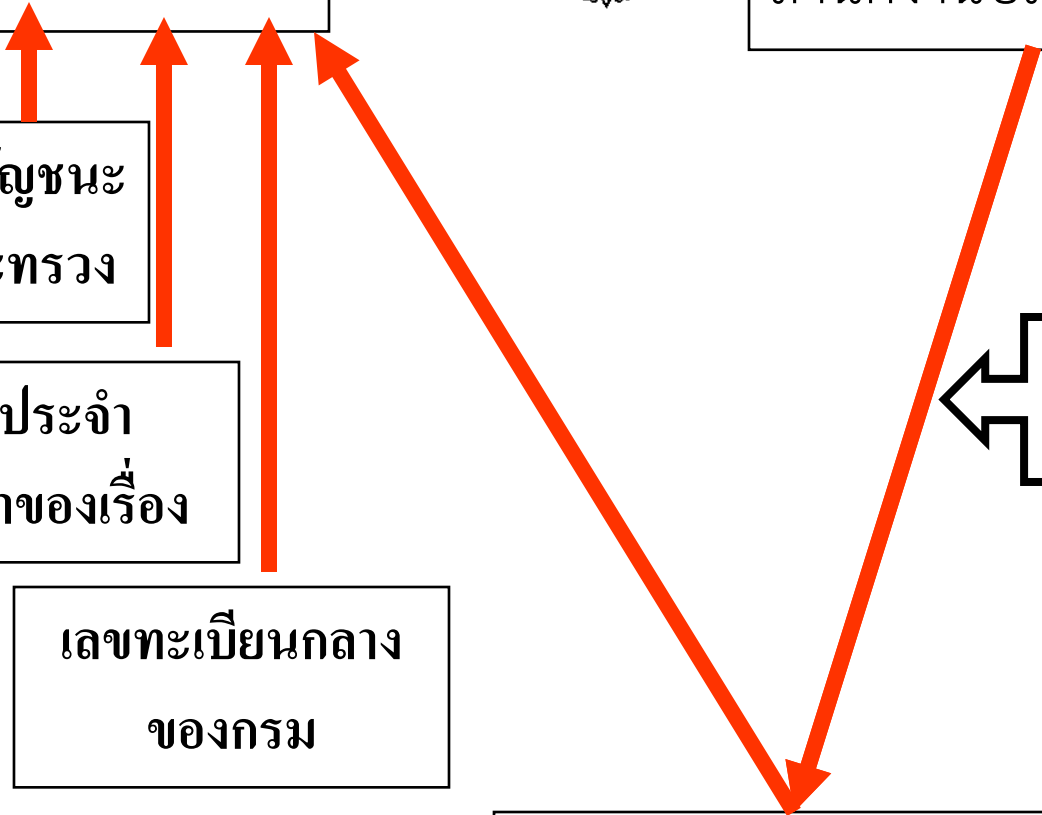 ัญชนะ
ะทรวง
ประจำ
าของเรื่อง
เลขทะเบียนกลาง
ของกรม